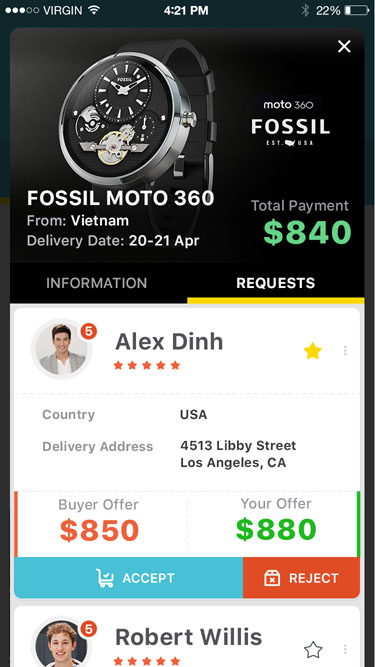 VIRGIN 4:21 PM 22%
FOSSIL
moto 360
FOSSIL
EST. USA
FOSSIL MOTO 360
From: Vietnam
Delivery Date: 20-21 Apr
Total Payment
$840
INFORMATION REQUESTS
5
Alex Dinh
Country USA
Delivery Address 4513 Libby Street
Los Angeles, CA
Buyer Offer Your Offer
$850 $880
ACCEPT REJECT
5
Robert Willis